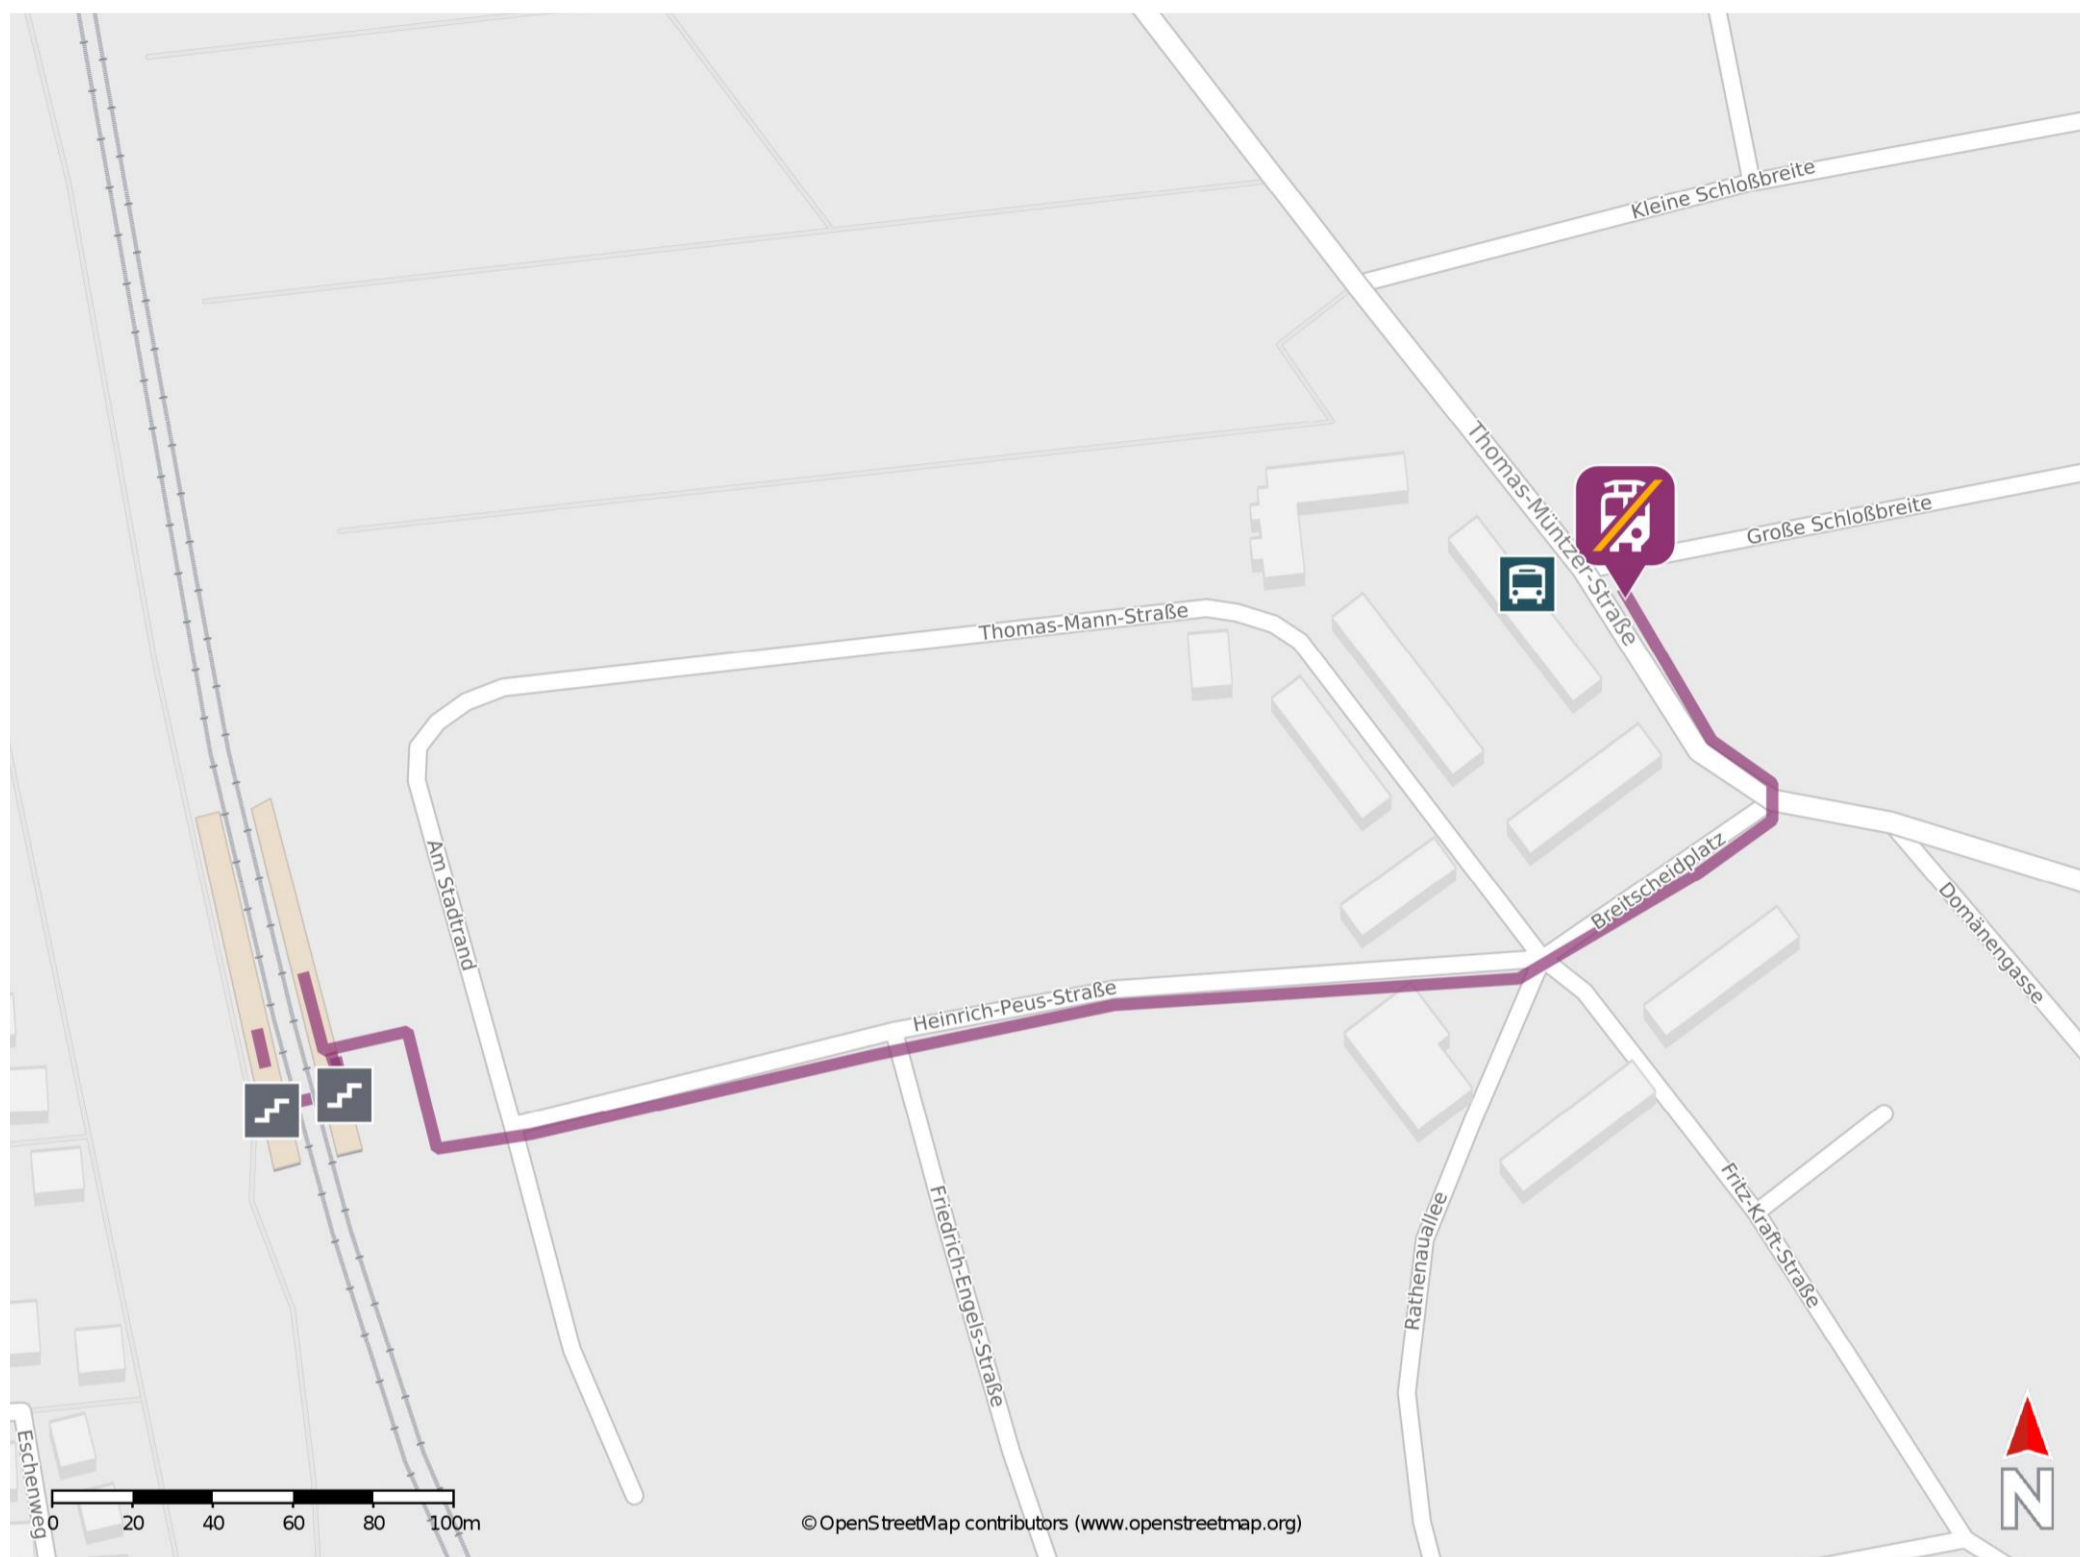 Kleine Schloßbreite
Thomas-Müntzer-Straße
Große Schloßbreite
Thomas-Mann-Straße
Am Stadtrand
Breitscheidplatz
Domänengasse
Heinrich-Peus-Straße
Friedrich-Engels-Straße
Rathenauallee
Fritz-Kraft-Straße
Eschenweg
0 20 40 60 80 100m
© OpenStreetMap contributors (www.openstreetmap.org)
N